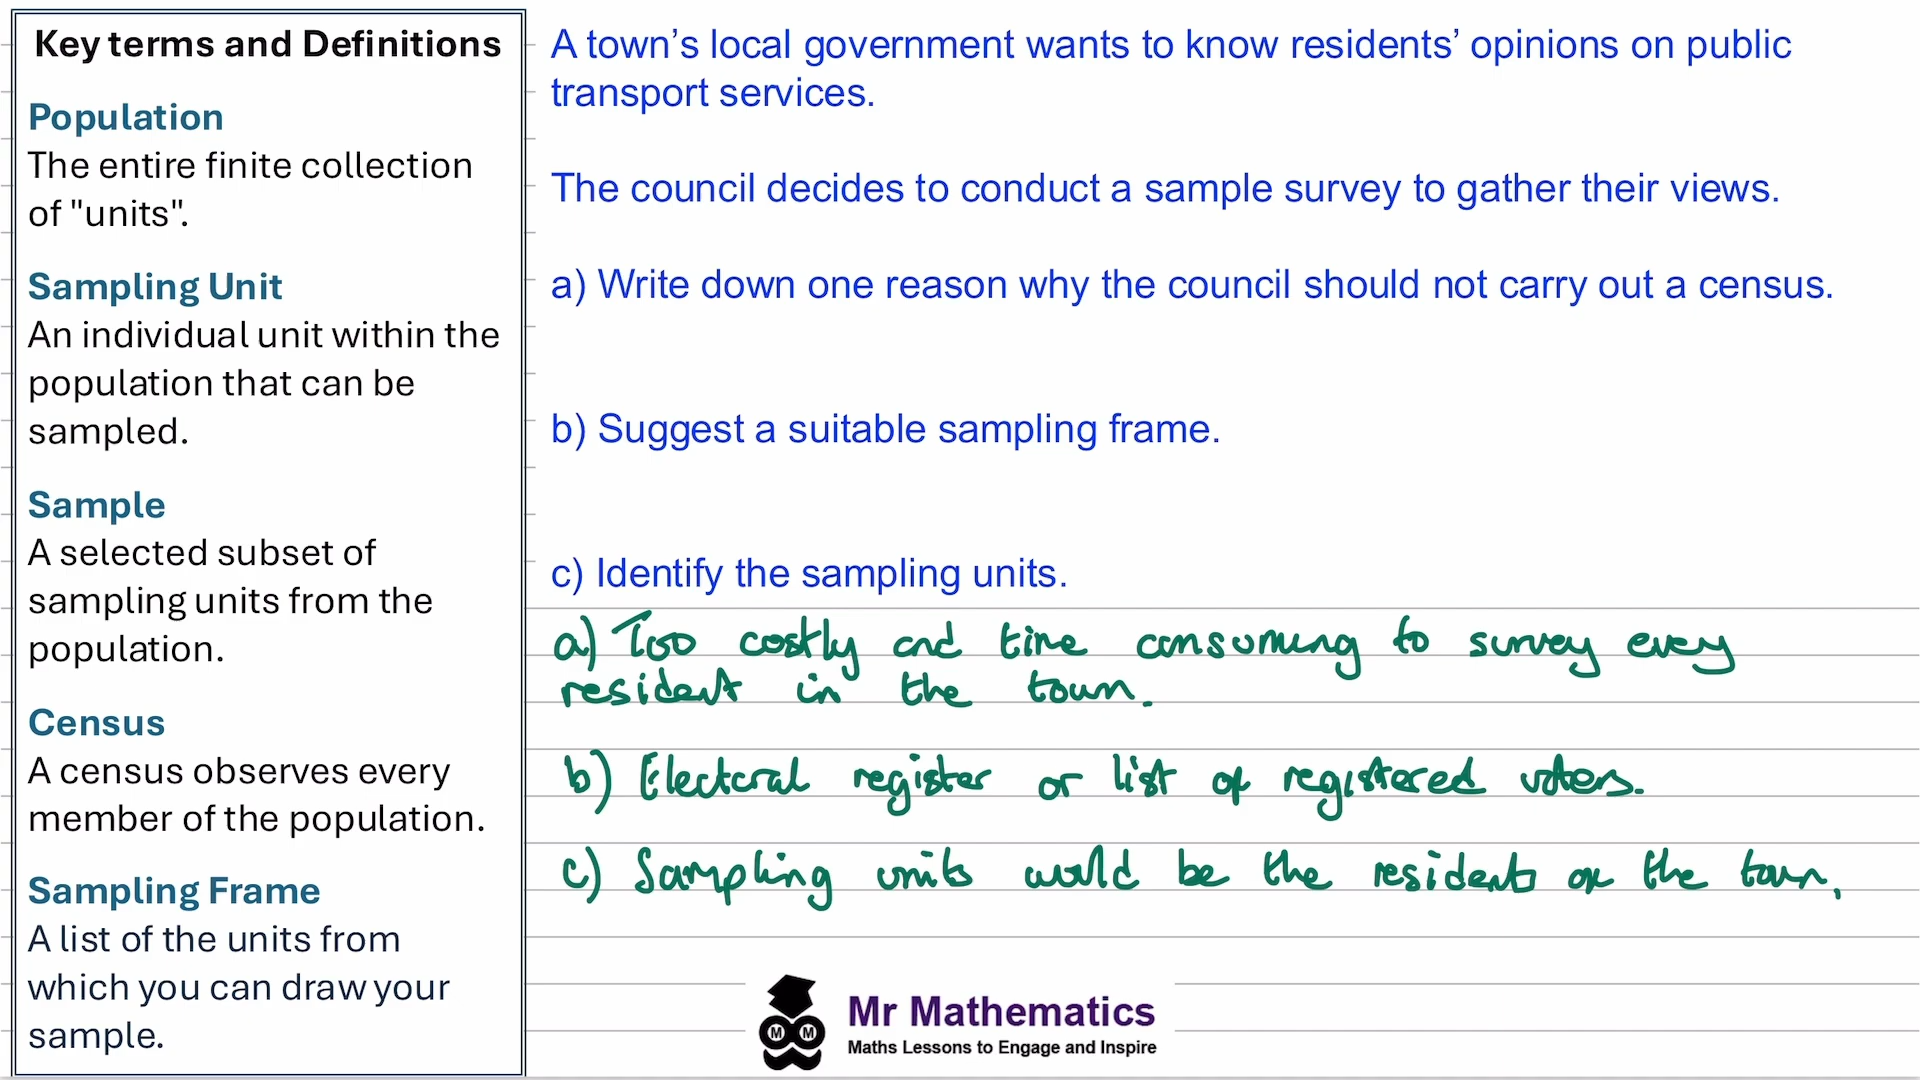 Key terms and Definitions
Population
The entire finite collection
of "units".
Sampling Unit
An individual unit within the
population that can be
sampled.
Sample
A selected subset of
sampling units from the
population.
Census
A census observes every
member of the population.
Sampling Frame
A list of the units from
which you can draw your
sample.
A town’s local government wants to know residents’ opinions on public
transport services.
The council decides to conduct a sample survey to gather their views.
a) Write down one reason why the council should not carry out a census.
b) Suggest a suitable sampling frame.
c) Identify the sampling units.
a) Too costly and time consuming to survey every
resident in the town.
b) Electoral register or list of registered voters.
c) Sampling units would be the residents of the town.
M M
Mr Mathematics
Maths Lessons to Engage and Inspire